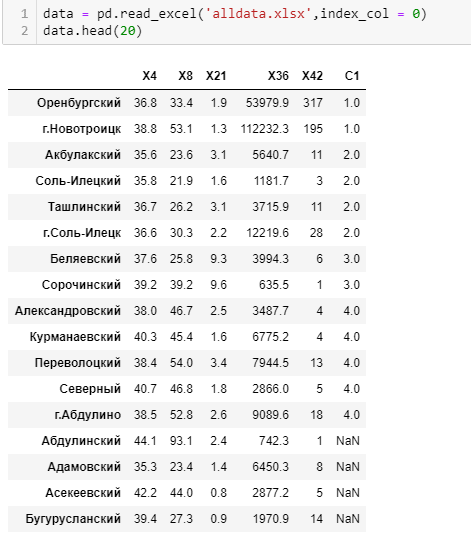 1 data = pd.read_excel('alldata.xlsx',index_col = 0)
2 data.head(20)
X4 X8 X21 X36 X42 C1
Оренбургский 36.8 33.4 1.9 53979.9 317 1.0
г.Новотроицк 38.8 53.1 1.3 112232.3 195 1.0
Акбулакский 35.6 23.6 3.1 5640.7 11 2.0
Соль-Илецкий 35.8 21.9 1.6 1181.7 3 2.0
Ташлинский 36.7 26.2 3.1 3715.9 11 2.0
г.Соль-Илецк 36.6 30.3 2.2 12219.6 28 2.0
Беляевский 37.6 25.8 9.3 3994.3 6 3.0
Сорочинский 39.2 39.2 9.6 635.5 1 3.0
Александровский 38.0 46.7 2.5 3487.7 4 4.0
Курманаевский 40.3 45.4 1.6 6775.2 4 4.0
Переволоцкий 38.4 54.0 3.4 7944.5 13 4.0
Северный 40.7 46.8 1.8 2866.0 5 4.0
г.Абдулино 38.5 52.8 2.6 9089.6 18 4.0
Абдулинский 44.1 93.1 2.4 742.3 1 NaN
Адамовский 35.3 23.4 1.4 6450.3 8 NaN
Асекеевский 42.2 44.0 0.8 2877.2 5 NaN
Бугурусланский 39.4 27.3 0.9 1970.9 14 NaN